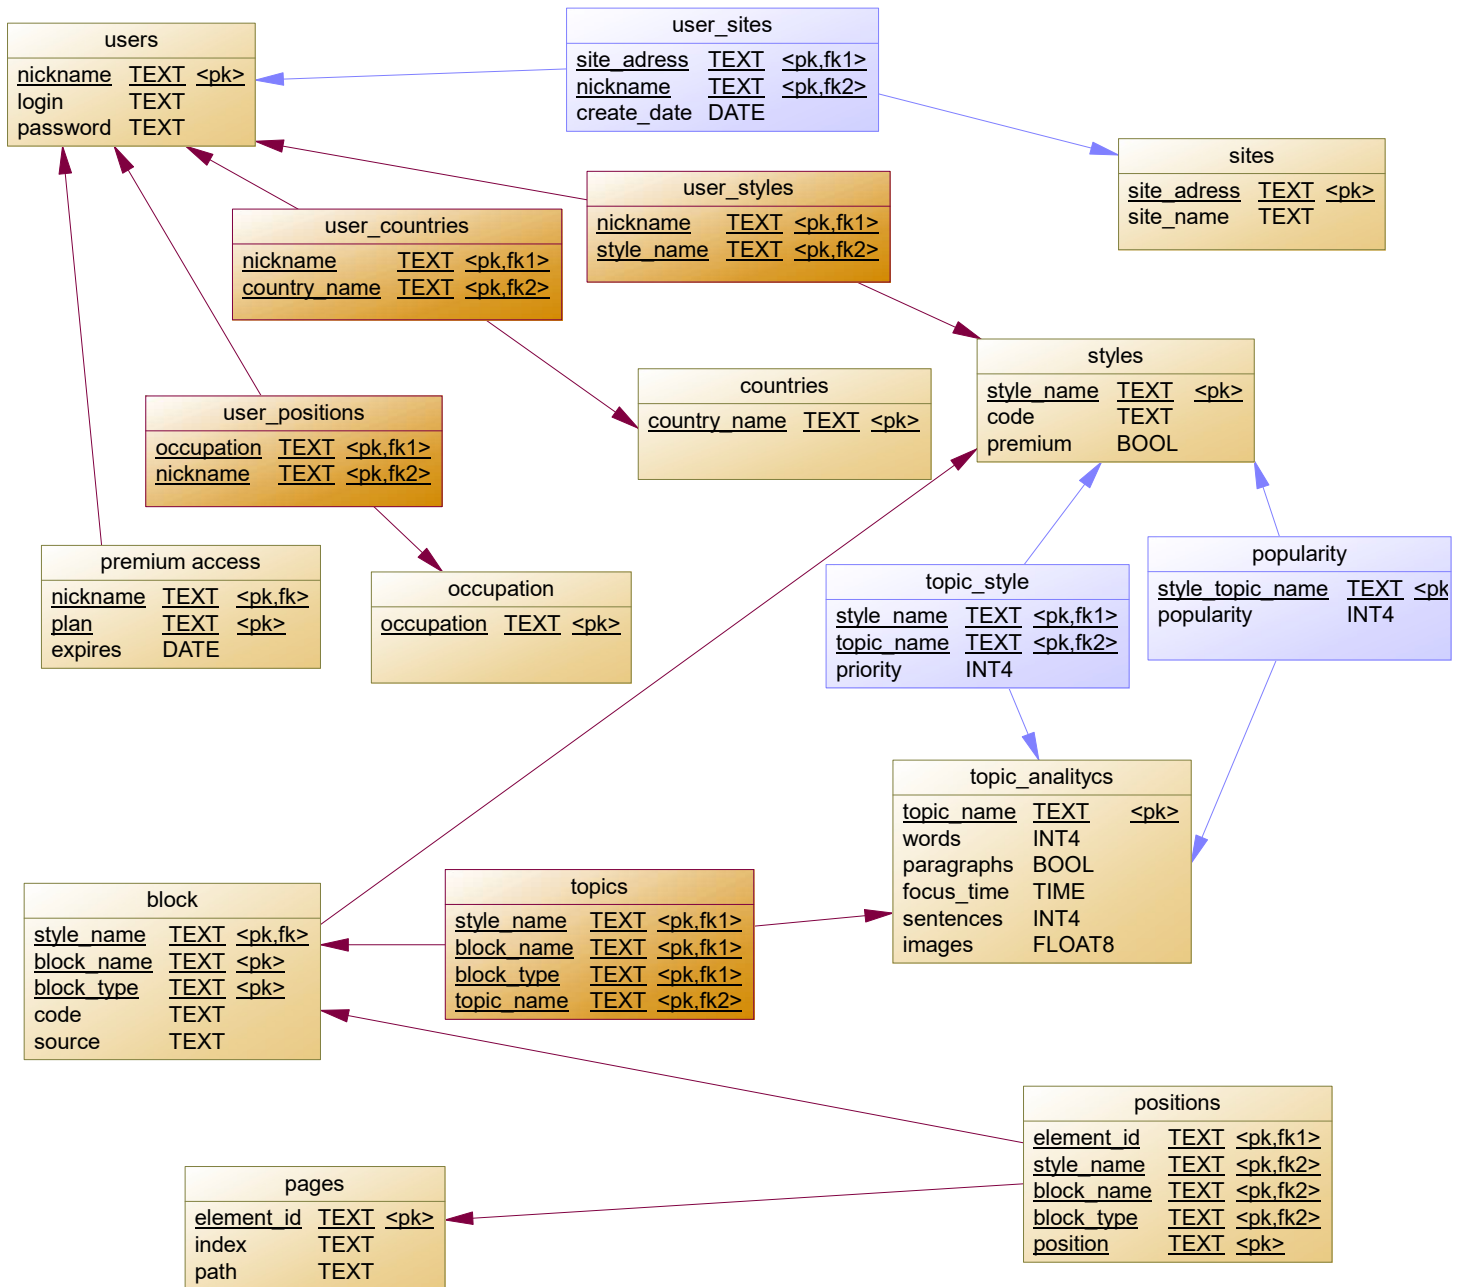 users
nickname TEXT <pk>
login TEXT
password TEXT
user_sites
site_adress TEXT <pk,fk1>
nickname TEXT <pk,fk2>
create_date DATE
sites
site_adress TEXT <pk>
site_name TEXT
user_styles
nickname TEXT <pk,fk1>
style_name TEXT <pk,fk2>
user_countries
nickname TEXT <pk,fk1>
country_name TEXT <pk,fk2>
styles
style_name TEXT <pk>
code TEXT
premium BOOL
countries
country_name TEXT <pk>
user_positions
occupation TEXT <pk,fk1>
nickname TEXT <pk,fk2>
premium access
nickname TEXT <pk,fk>
plan TEXT <pk>
expires DATE
occupation
occupation TEXT <pk>
topic_style
style_name TEXT <pk,fk1>
topic_name TEXT <pk,fk2>
priority INT4
popularity
style_topic_name TEXT <pk
popularity INT4
topic_analitycs
topic_name TEXT <pk>
words INT4
paragraphs BOOL
focus_time TIME
sentences INT4
images FLOAT8
block
style_name TEXT <pk,fk>
block_name TEXT <pk>
block_type TEXT <pk>
code TEXT
source TEXT
topics
style_name TEXT <pk,fk1>
block_name TEXT <pk,fk1>
block_type TEXT <pk,fk1>
topic_name TEXT <pk,fk2>
positions
element_id TEXT <pk,fk1>
style_name TEXT <pk,fk2>
block_name TEXT <pk,fk2>
block_type TEXT <pk,fk2>
position TEXT <pk>
pages
element_id TEXT <pk>
index TEXT
path TEXT